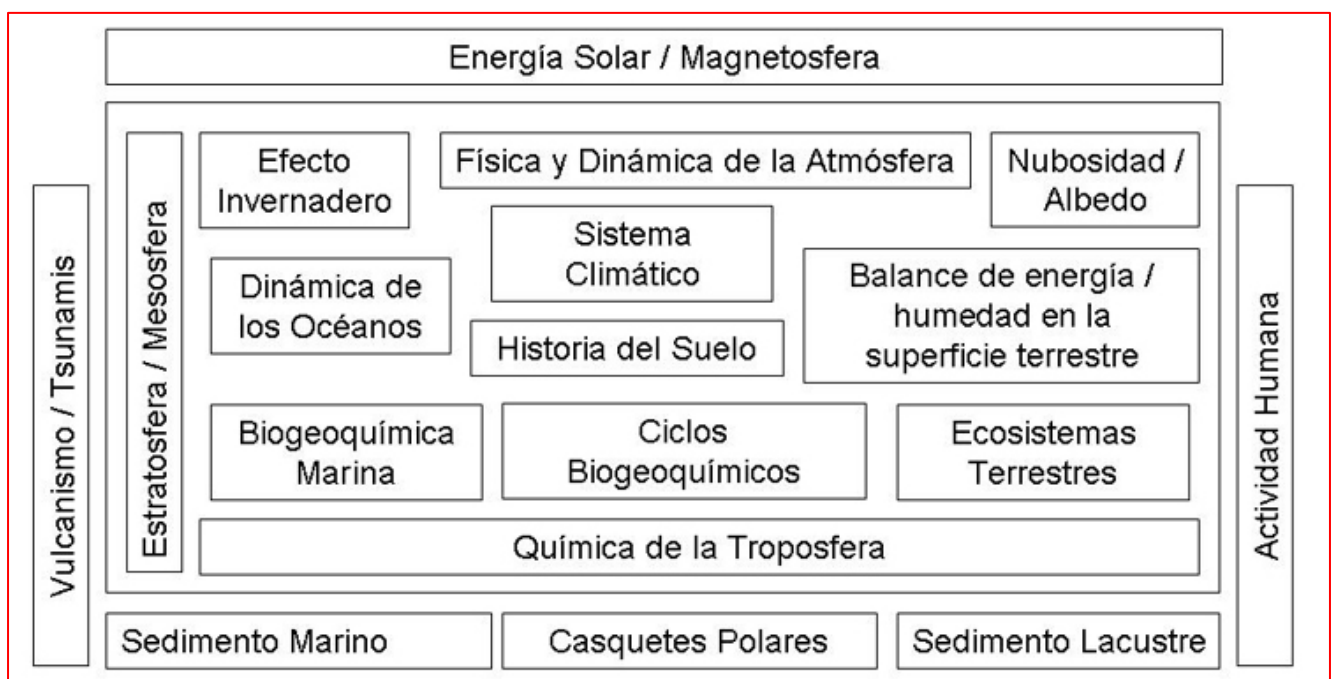 Energía Solar / Magnetosfera
Vulcanismo / Tsunamis
Estratosfera / Mesosfera
Efecto
Invernadero
Física y Dinámica de la Atmósfera
Nubosidad /
Albedo
Sistema
Climático
Dinámica de
los Océanos
Balance de energía /
humedad en la
superficie terrestre
Historia del Suelo
Biogeoquímica
Marina
Ciclos
Biogeoquímicos
Ecosistemas
Terrestres
Química de la Troposfera
Actividad Humana
Sedimento Marino
Casquetes Polares
Sedimento Lacustre